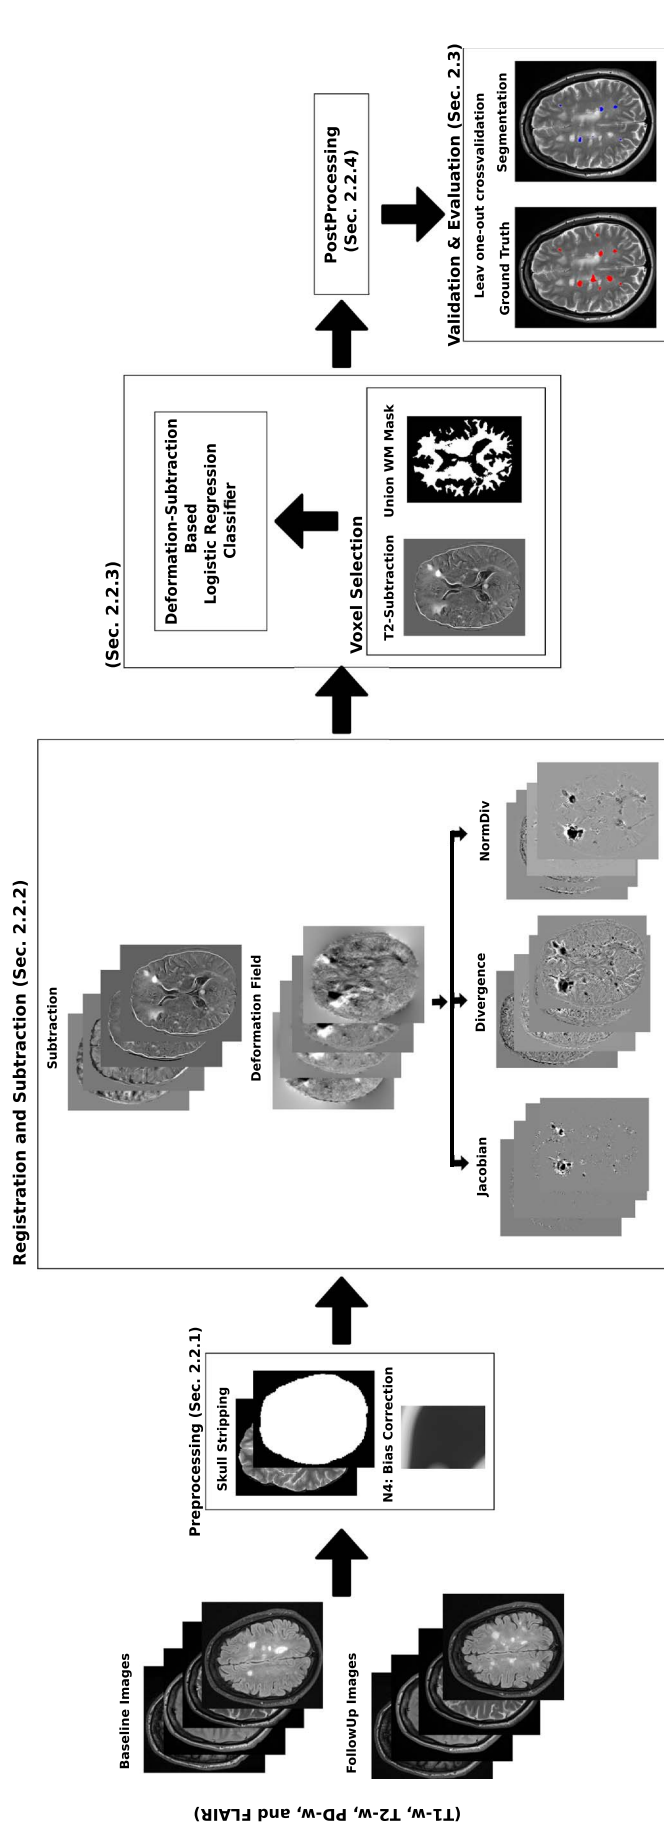 (T1-w, T2-w, PD-w, and FLAIR)
Baseline Images
FollowUp Images
Preprocessing (Sec. 2.2.1)
Skull Stripping
N4: Bias Correction
Registration and Subtraction (Sec. 2.2.2)
Subtraction
Deformation Field
Jacobian
Divergence
NormDiv
(Sec. 2.2.3)
Deformation-Subtraction
Based
Logistic Regression
Classifier
Voxel Selection
T2-Subtraction
Union WM Mask
PostProcessing
(Sec. 2.2.4)
Validation & Evaluation (Sec. 2.3)
Leav one-out crossvalidation
Ground Truth
Segmentation